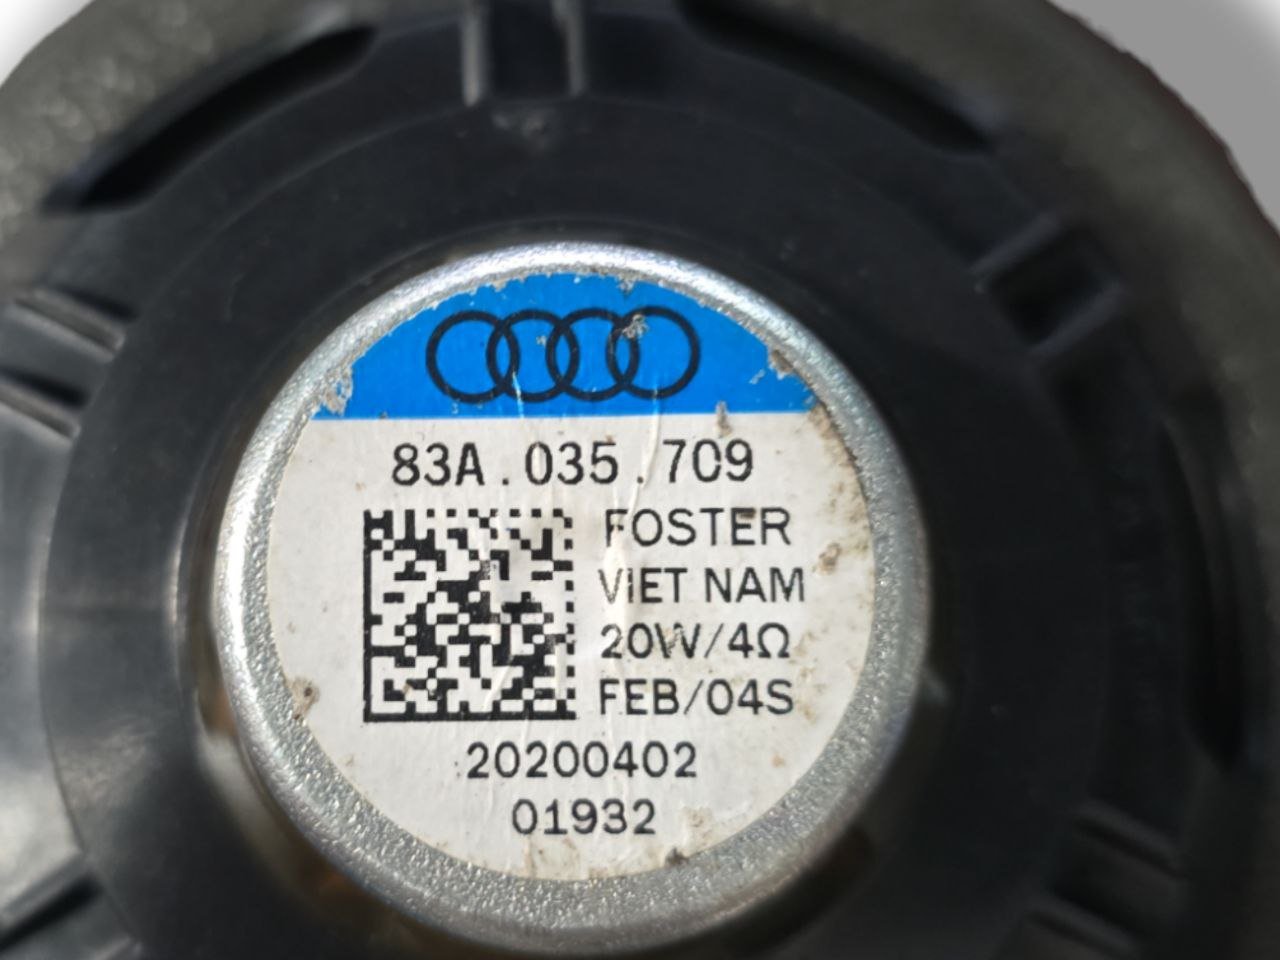 83A.035.709
FOSTER
VIET NAM
20W/4Ω
FEB/04S
20200402
01932